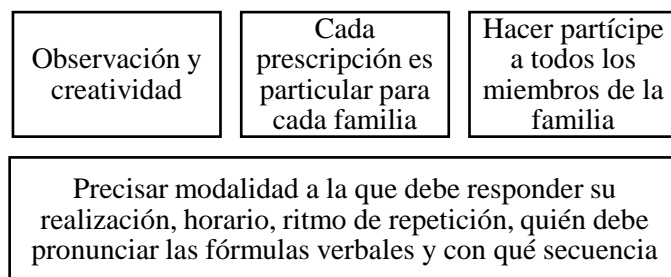 Observación y
creatividad
Cada
prescripción es
particular para
cada familia
Hacer partícipe
a todos los
miembros de la
familia
Precisar modalidad a la que debe responder su
realización, horario, ritmo de repetición, quién debe
pronunciar las fórmulas verbales y con qué secuencia